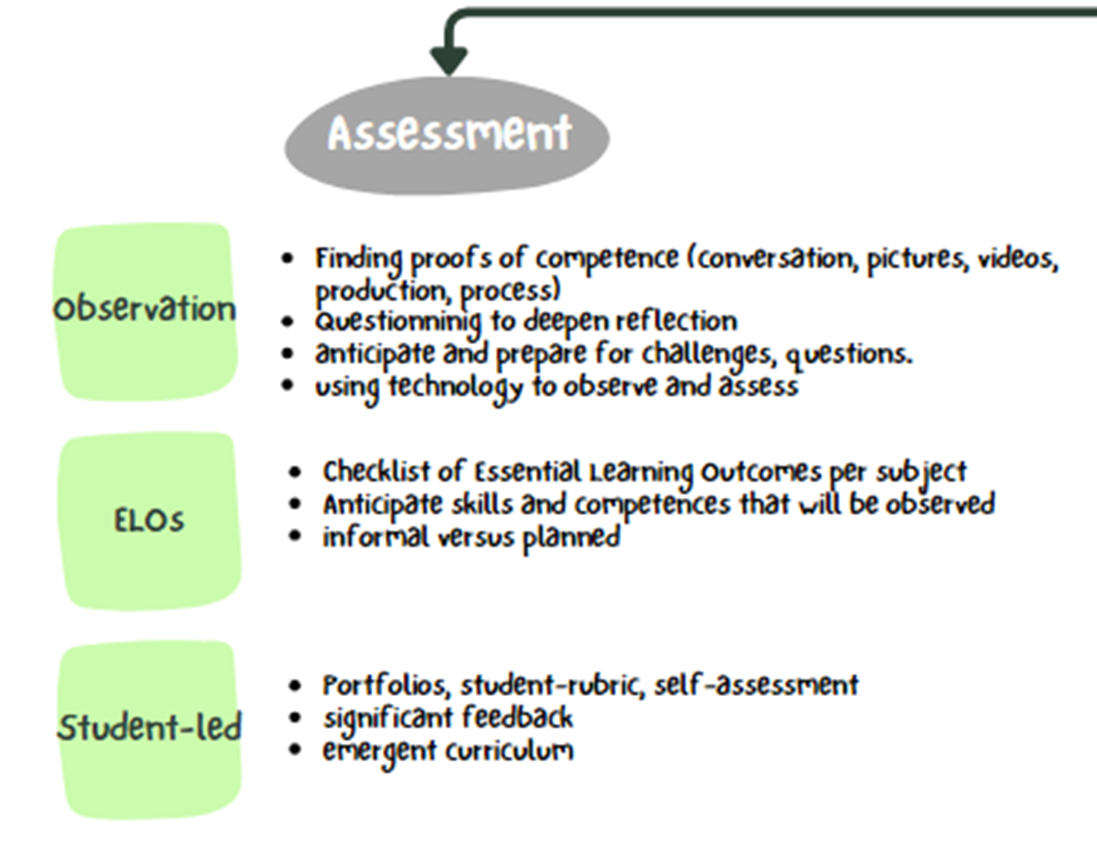 Assessment
Observation
• Finding proofs of competence (conversation, pictures, videos,
production, process)
• Questionninig to deepen reflection
• anticipate and prepare for challenges, questions.
• using technology to observe and assess
ELOs
• Checklist of Essential Learning Outcomes per subject
• Anticipate skills and competences that will be observed
• informal versus planned
Student-led
• Portfolios, student-rubric, self-assessment
• significant feedback
• emergent curriculum